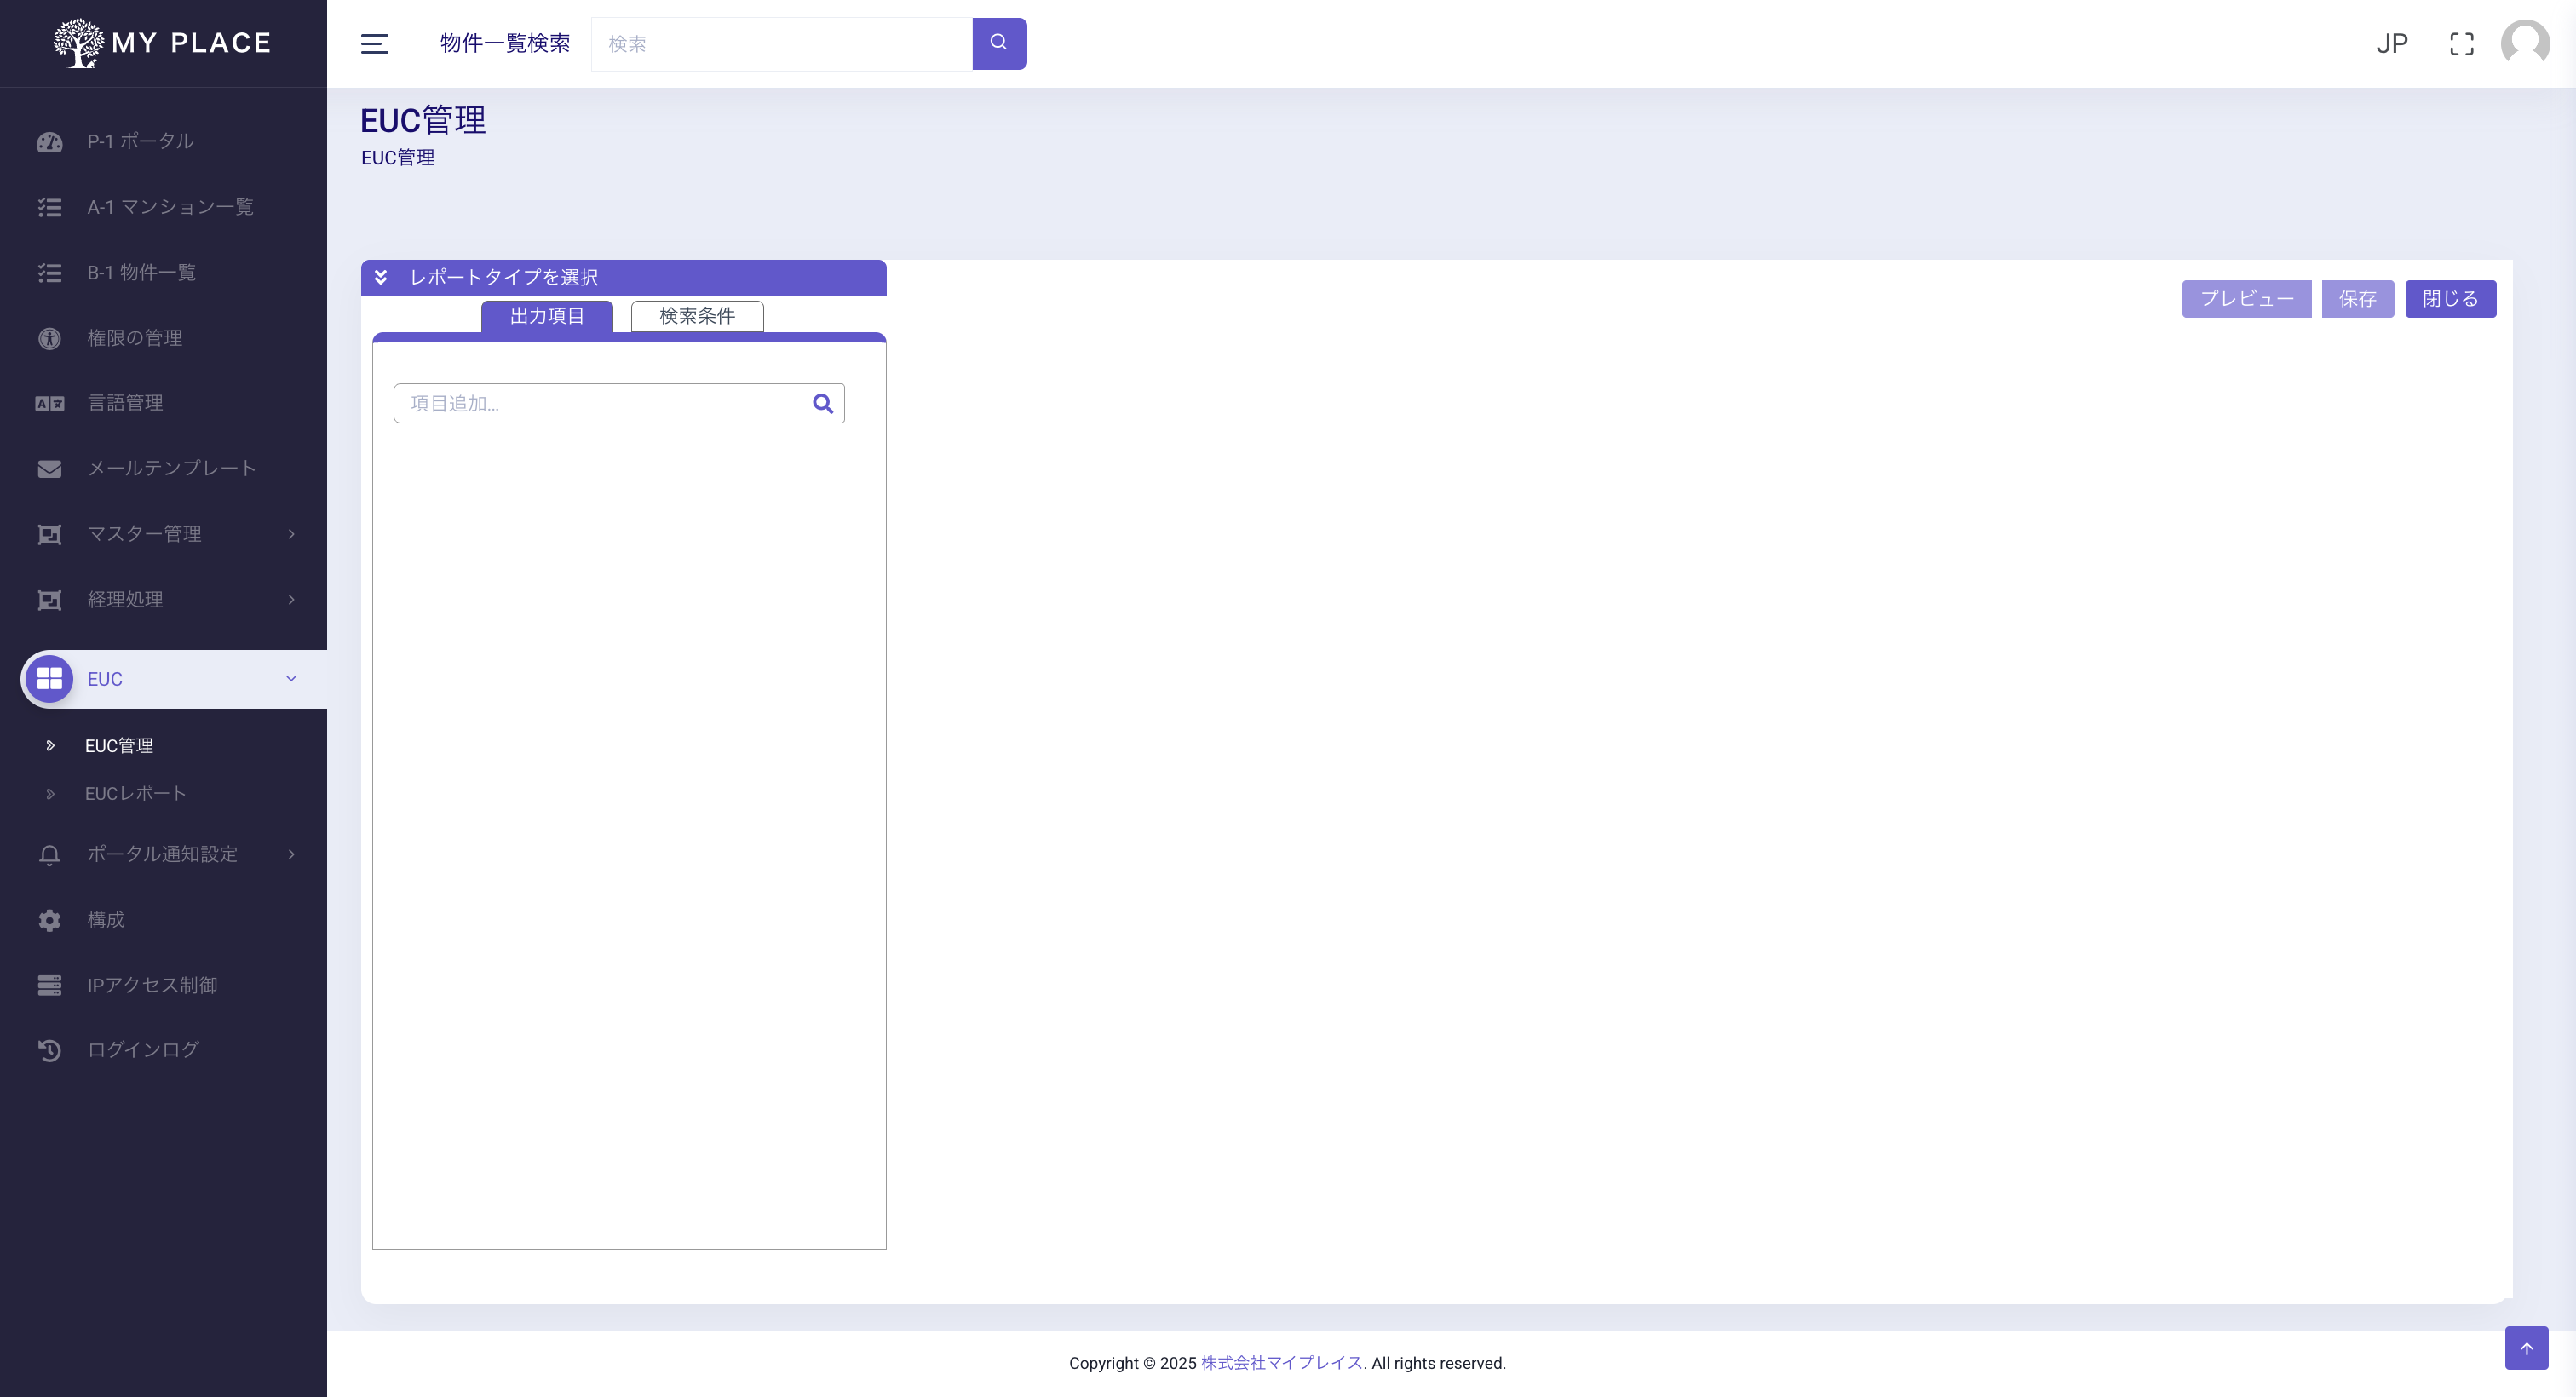 MY PLACE
物件一覧検索
検索
JP
P-1 ポータル
A-1 マンション一覧
B-1 物件一覧
権限の管理
言語管理
メールテンプレート
マスター管理
経理処理
EUC
EUC管理
EUCレポート
ポータル通知設定
構成
IPアクセス制御
ログインログ
EUC管理
EUC管理
レポートタイプを選択
出力項目
検索条件
プレビュー
保存
閉じる
項目追加...
Copyright © 2025 株式会社マイプレイス. All rights reserved.